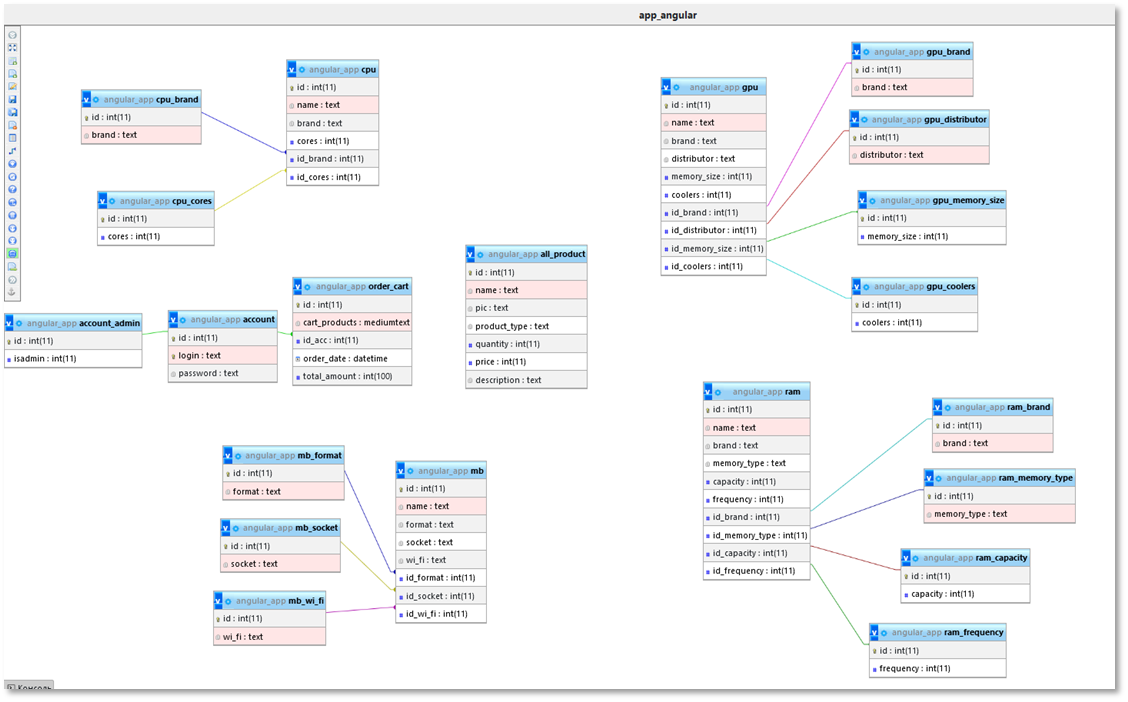 app_angular
angular_app cpu_brand
id : int(11)
brand : text
angular_app cpu
id : int(11)
name : text
brand : text
cores : int(11)
id_brand : int(11)
id_cores : int(11)
angular_app cpu_cores
id : int(11)
cores : int(11)
angular_app gpu
id : int(11)
name : text
brand : text
distributor : text
memory_size : int(11)
coolers : int(11)
id_brand : int(11)
id_distributor : int(11)
id_memory_size : int(11)
id_coolers : int(11)
angular_app gpu_brand
id : int(11)
brand : text
angular_app gpu_distributor
id : int(11)
distributor : text
angular_app gpu_memory_size
id : int(11)
memory_size : int(11)
angular_app gpu_coolers
id : int(11)
coolers : int(11)
angular_app account_admin
id : int(11)
isadmin : int(11)
angular_app account
id : int(11)
login : text
password : text
angular_app order_cart
id : int(11)
cart_products : mediumtext
id_acc : int(11)
order_date : datetime
total_amount : int(100)
angular_app all_product
id : int(11)
name : text
pic : text
product_type : text
quantity : int(11)
price : int(11)
description : text
angular_app mb_format
id : int(11)
format : text
angular_app mb_socket
id : int(11)
socket : text
angular_app mb_wi_fi
id : int(11)
wi_fi : text
angular_app mb
id : int(11)
name : text
format : text
socket : text
wi_fi : text
id_format : int(11)
id_socket : int(11)
id_wi_fi : int(11)
angular_app ram
id : int(11)
name : text
brand : text
memory_type : text
capacity : int(11)
frequency : int(11)
id_brand : int(11)
id_memory_type : int(11)
id_capacity : int(11)
id_frequency : int(11)
angular_app ram_brand
id : int(11)
brand : text
angular_app ram_memory_type
id : int(11)
memory_type : text
angular_app ram_capacity
id : int(11)
capacity : int(11)
angular_app ram_frequency
id : int(11)
frequency : int(11)
Консоль